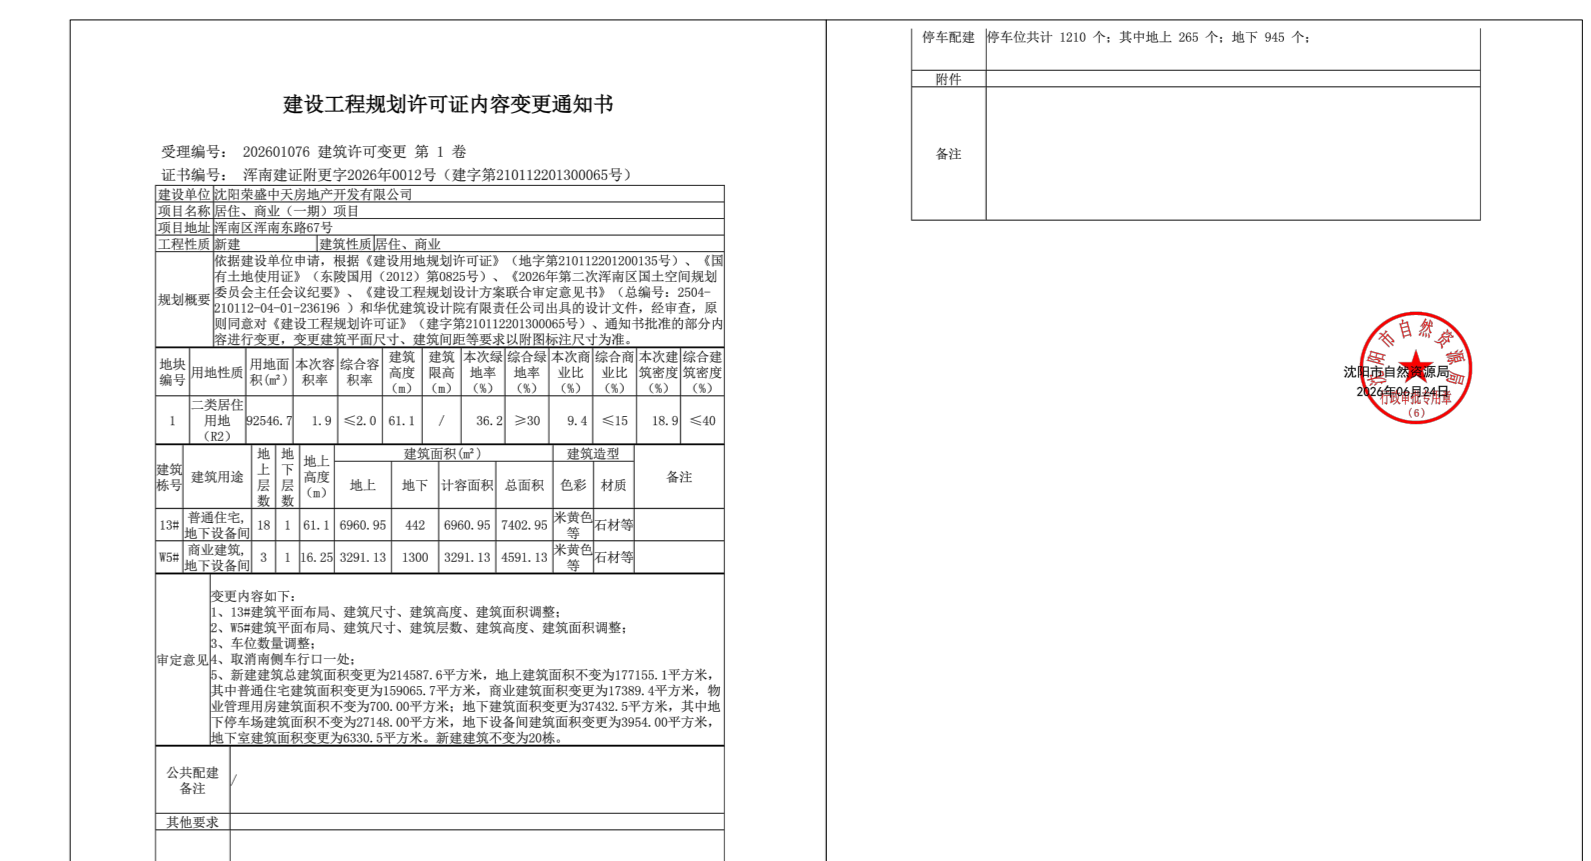 建设工程规划许可证内容变更通知书
受理编号： 202601076 建筑许可变更 第 1 卷
证书编号： 浑南建证附更字2026年0012号（建字第210112201300065号）
建设单位 沈阳荣盛中天房地产开发有限公司
项目名称 居住、商业（一期）项目
项目地址 浑南区浑南东路67号
工程性质 新建 建筑性质 居住、商业
规划概要
依据建设单位申请，根据《建设用地规划许可证》（地字第210112201200135号）、《国
有土地使用证》（东陵国用（2012）第0825号）、《2026年第二次浑南区国土空间规划
委员会主任会议纪要》、《建设工程规划设计方案联合审定意见书》（总编号：2504-
210112-04-01-236196 ）和华优建筑设计院有限责任公司出具的设计文件，经审查，原
则同意对《建设工程规划许可证》（建字第210112201300065号）、通知书批准的部分内
容进行变更，变更建筑平面尺寸、建筑间距等要求以附图标注尺寸为准。
地块编号 用地性质 用地面积(㎡) 本次容积率 综合容积率 建筑高度（m） 建筑限高（m） 本次绿地率（%） 综合绿地率（%） 本次商业比（%） 综合商业比（%） 本次建筑密度（%） 综合建筑密度（%）
1 二类居住用地（R2） 92546.7 1.9 ≤2.0 61.1 / 36.2 ≥30 9.4 ≤15 18.9 ≤40
建筑栋号 建筑用途 地上层数 地下层数 地上高度（m） 建筑面积(㎡) 建筑造型 备注
地上 地下 计容面积 总面积 色彩 材质
13# 普通住宅,地下设备间 18 1 61.1 6960.95 442 6960.95 7402.95 米黄色等 石材等
W5# 商业建筑,地下设备间 3 1 16.25 3291.13 1300 3291.13 4591.13 米黄色等 石材等
审定意见
变更内容如下：
1、13#建筑平面布局、建筑尺寸、建筑高度、建筑面积调整；
2、W5#建筑平面布局、建筑尺寸、建筑层数、建筑高度、建筑面积调整；
3、车位数量调整；
4、取消南侧车行口一处；
5、新建建筑总建筑面积变更为214587.6平方米，地上建筑面积不变为177155.1平方米，
其中普通住宅建筑面积变更为159065.7平方米，商业建筑面积变更为17389.4平方米，物
业管理用房建筑面积不变为700.00平方米；地下建筑面积变更为37432.5平方米，其中地
下停车场建筑面积不变为27148.00平方米，地下设备间建筑面积变更为3954.00平方米，
地下室建筑面积变更为6330.5平方米。新建建筑不变为20栋。
公共配建备注 /
其他要求
停车配建 停车位共计 1210 个；其中地上 265 个；地下 945 个；
附件
备注
沈阳市自然资源局
沈阳市自然资源局
2026年06月24日
行政审批专用章
（6）